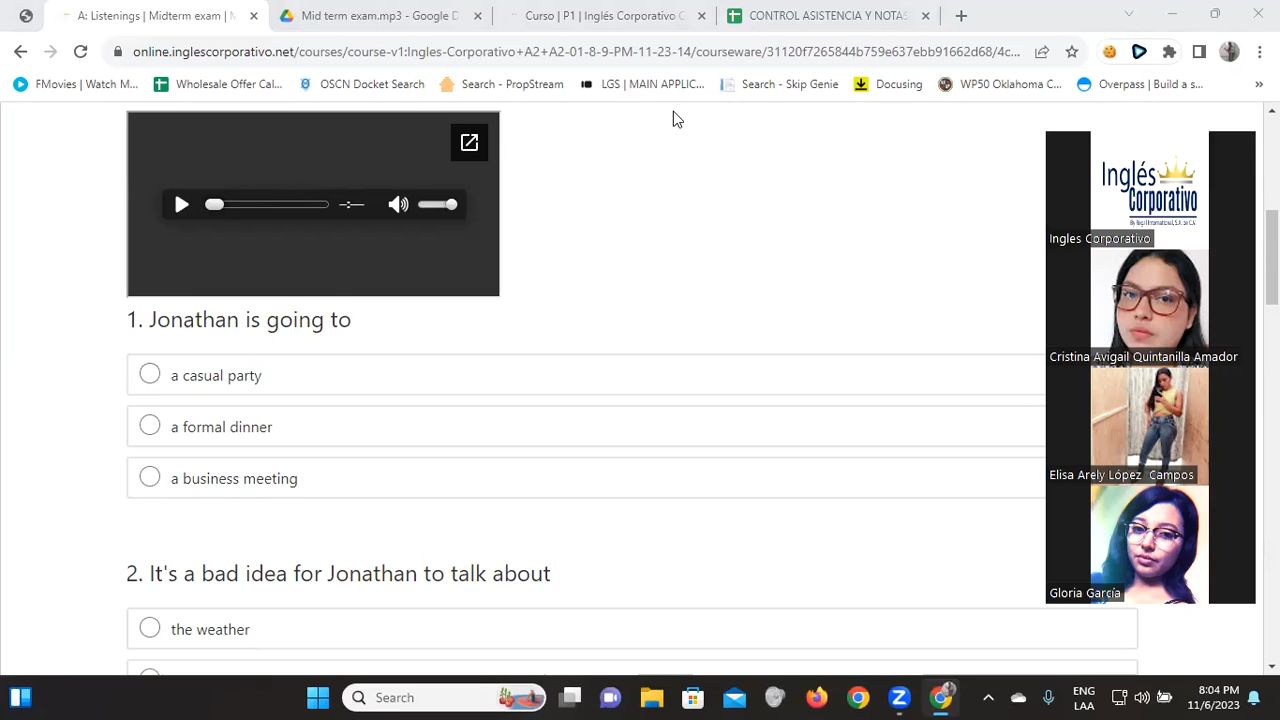 A: Listenings | Midterm exam | M
Mid term exam.mp3 - Google D
Curso | P1 | Inglés Corporativo C
CONTROL ASISTENCIA Y NOTAS
online.inglescorporativo.net/courses/course-v1:Ingles-Corporativo+A2+A2-01-8-9-PM-11-23-14/courseware/31120f7265844b759e637ebb91662d68/4c...
FMovies | Watch M...
Wholesale Offer Cal...
OSCN Docket Search
Search - PropStream
LGS | MAIN APPLIC...
Search - Skip Genie
Docusing
WP50 Oklahoma C...
Overpass | Build a s...
»
Inglés
Corporativo
Ingles Corporativo
1. Jonathan is going to
Cristina Avigail Quintanilla Amador
a casual party
a formal dinner
Elisa Arely López Campos
a business meeting
2. It's a bad idea for Jonathan to talk about
Gloria García
the weather
Search
ENG
LAA
8:04 PM
11/6/2023